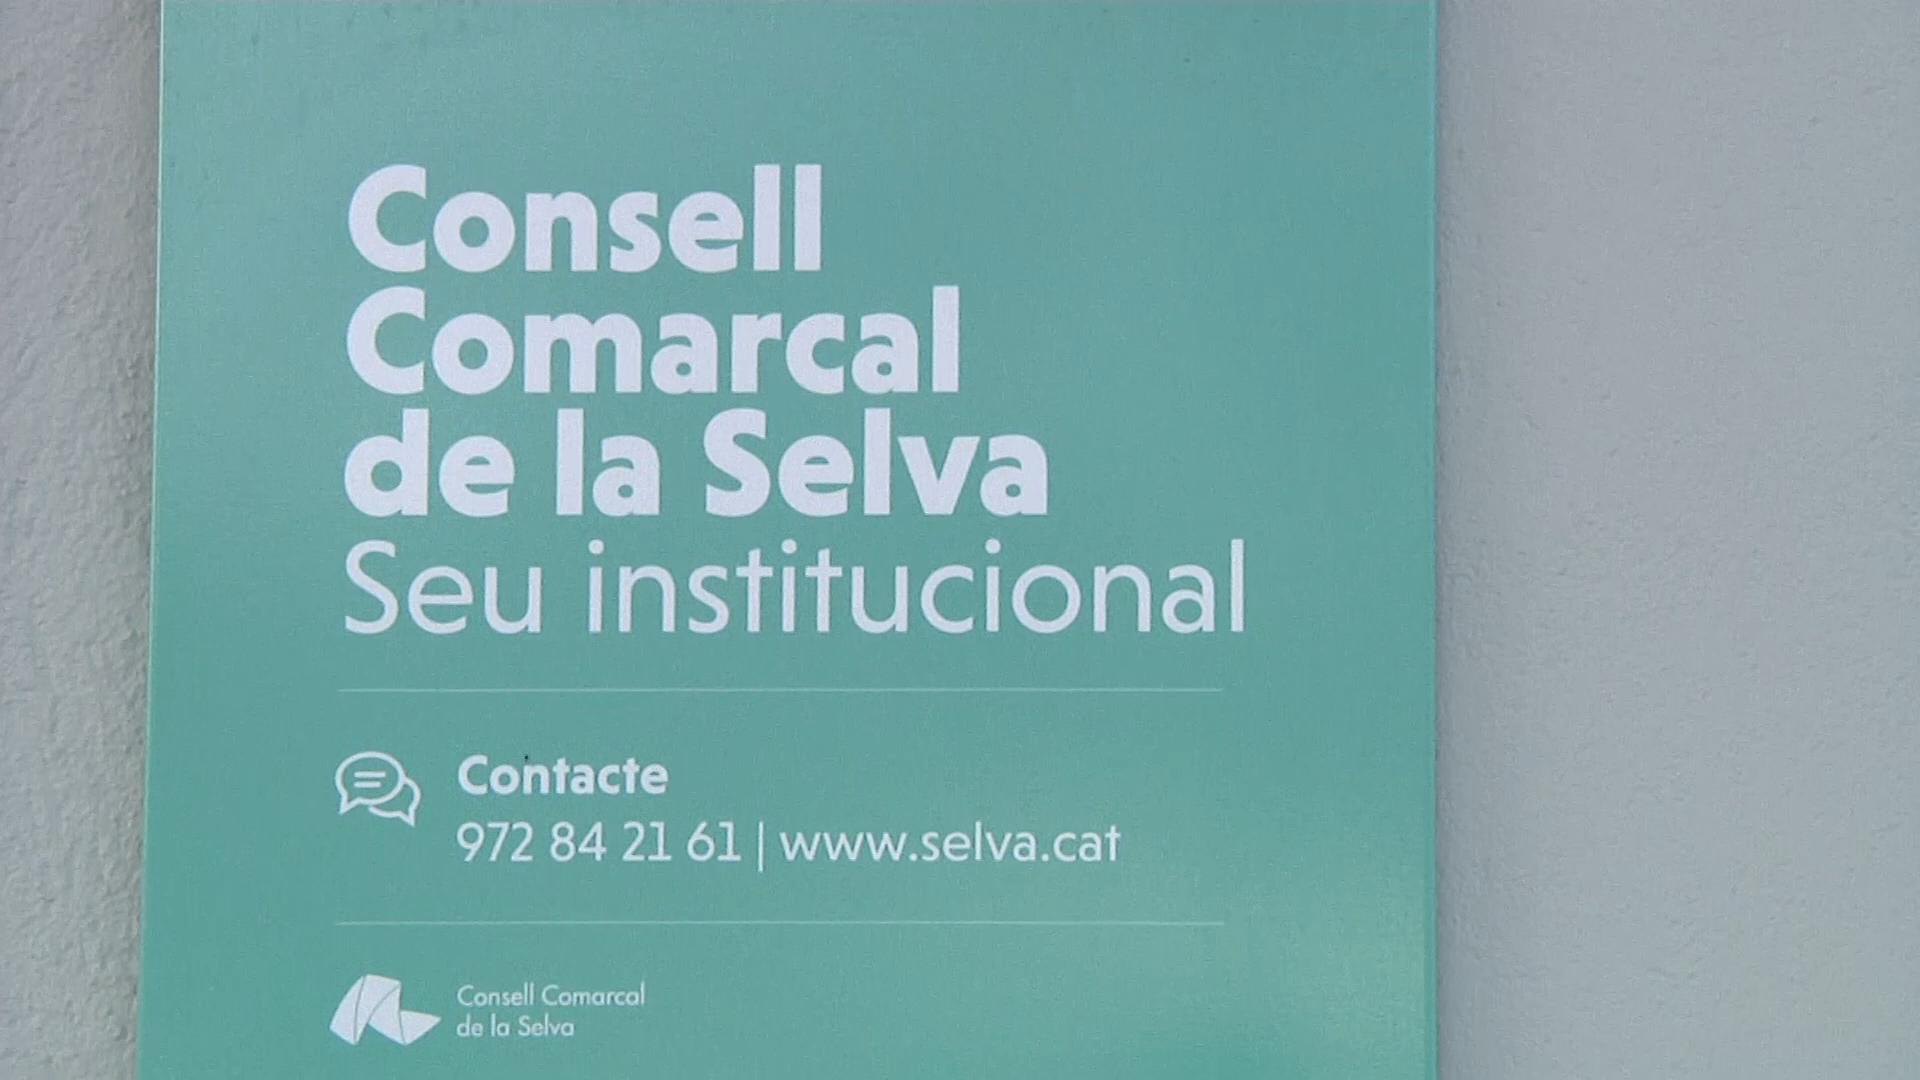 Consell
Comarcal
de la Selva
Seu institucional
Contacte
972 84 21 61 | www.selva.cat
Consell Comarcal
de la Selva